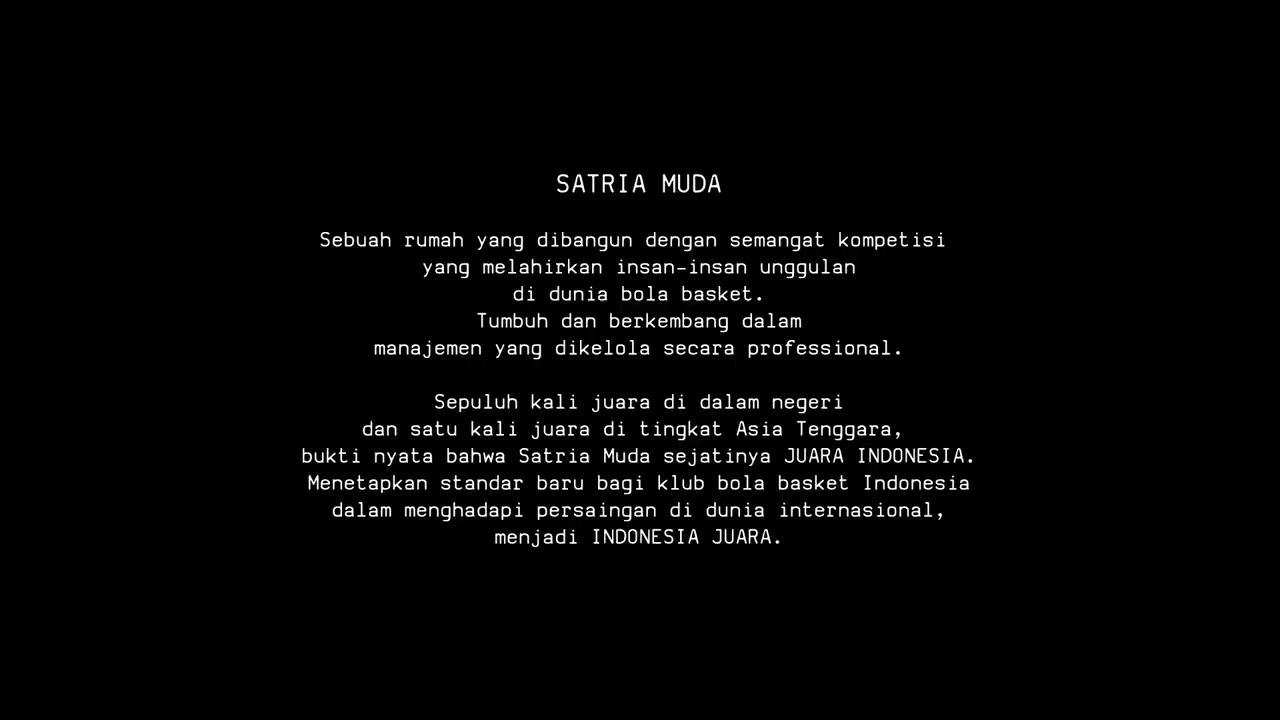 SATRIA MUDA
Sebuah rumah yang dibangun dengan semangat kompetisi
yang melahirkan insan-insan unggulan
di dunia bola basket.
Tumbuh dan berkembang dalam
manajemen yang dikelola secara professional.
Sepuluh kali juara di dalam negeri
dan satu kali juara di tingkat Asia Tenggara,
bukti nyata bahwa Satria Muda sejatinya JUARA INDONESIA.
Menetapkan standar baru bagi klub bola basket Indonesia
dalam menghadapi persaingan di dunia internasional,
menjadi INDONESIA JUARA.